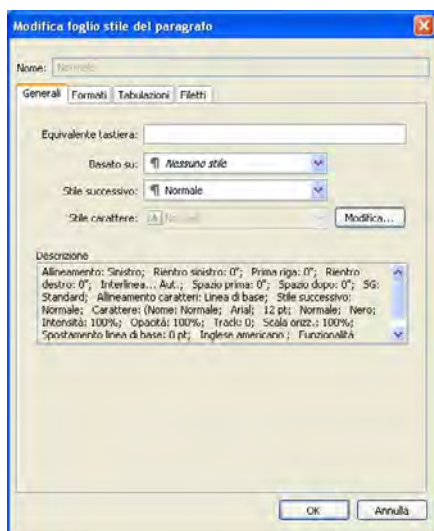 Modifica foglio stile del paragrafo
Nome: Normale
Generali Formati Tabulazioni Filetti
Equivalente tastiera:
Basato su: ¶ Nessuno stile
Stile successivo: ¶ Normale
Stile carattere: A Normale Modifica...
Descrizione
Allineamento: Sinistro; Rientro sinistro: 0"; Prima riga: 0"; Rientro
destro: 0"; Interlinea... Aut.; Spazio prima: 0"; Spazio dopo: 0"; SG:
Standard; Allineamento caratteri: Linea di base; Stile successivo:
Normale; Carattere: (Nome: Normale; Arial; 12 pt; Normale; Nero;
Intensità: 100%; Opacità: 100%; Track: 0; Scala orizz.: 100%;
Spostamento linea di base: 0 pt; Inglese americano ; Funzionalità
OK Annulla